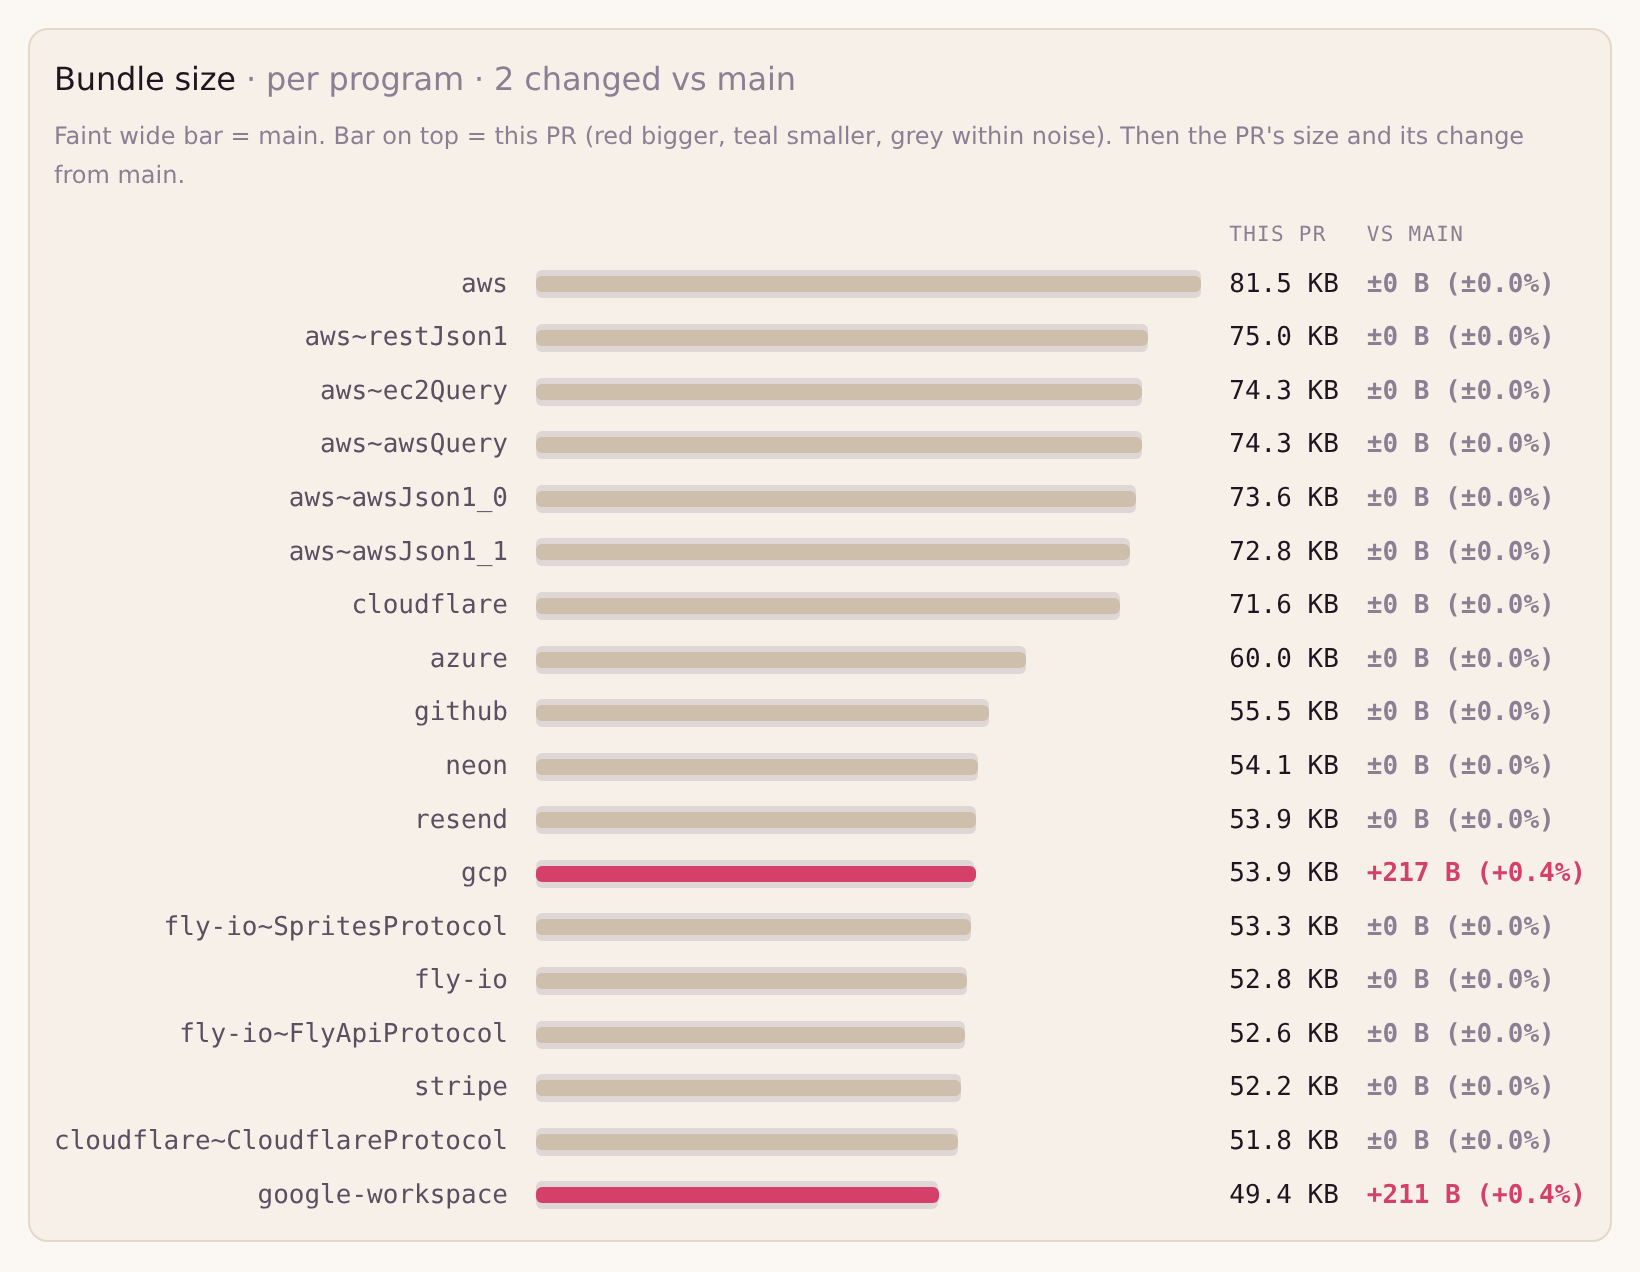 Bundle size · per program · 2 changed vs main
Faint wide bar = main. Bar on top = this PR (red bigger, teal smaller, grey within noise). Then the PR's size and its change
from main.
THIS PR VS MAIN
aws 81.5 KB ±0 B (±0.0%)
aws~restJson1 75.0 KB ±0 B (±0.0%)
aws~ec2Query 74.3 KB ±0 B (±0.0%)
aws~awsQuery 74.3 KB ±0 B (±0.0%)
aws~awsJson1_0 73.6 KB ±0 B (±0.0%)
aws~awsJson1_1 72.8 KB ±0 B (±0.0%)
cloudflare 71.6 KB ±0 B (±0.0%)
azure 60.0 KB ±0 B (±0.0%)
github 55.5 KB ±0 B (±0.0%)
neon 54.1 KB ±0 B (±0.0%)
resend 53.9 KB ±0 B (±0.0%)
gcp 53.9 KB +217 B (+0.4%)
fly-io~SpritesProtocol 53.3 KB ±0 B (±0.0%)
fly-io 52.8 KB ±0 B (±0.0%)
fly-io~FlyApiProtocol 52.6 KB ±0 B (±0.0%)
stripe 52.2 KB ±0 B (±0.0%)
cloudflare~CloudflareProtocol 51.8 KB ±0 B (±0.0%)
google-workspace 49.4 KB +211 B (+0.4%)